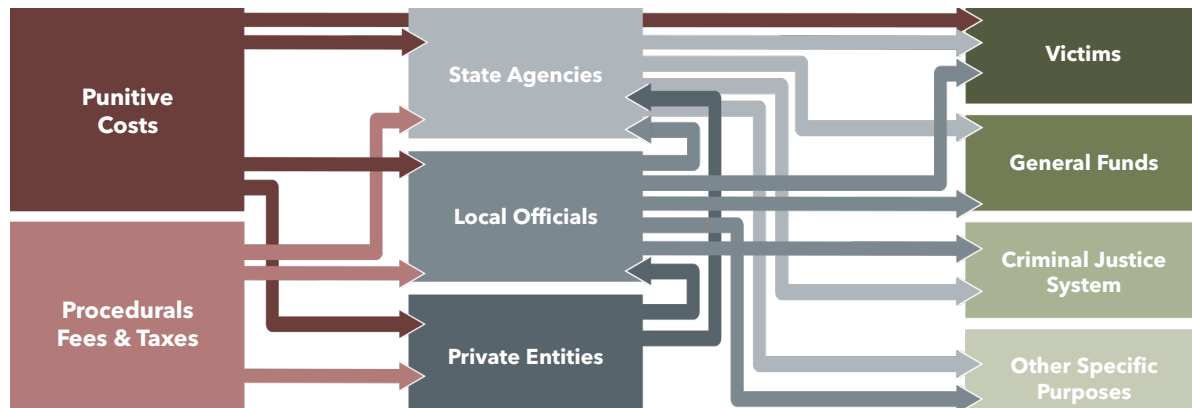 Punitive
Costs
Procedurals
Fees & Taxes
State Agencies
Local Officials
Private Entities
Victims
General Funds
Criminal Justice
System
Other Specific
Purposes